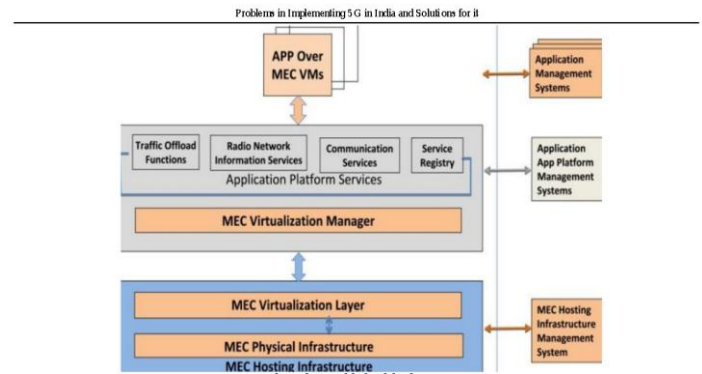 Problems in Implementing 5G in India and Solutions for it
APP Over
MEC VMs
Application
Management
Systems
Traffic Offload
Functions
Radio Network
Information Services
Communication
Services
Service
Registry
Application Platform Services
Application
App Platform
Management
Systems
MEC Virtualization Manager
MEC Virtualization Layer
MEC Physical Infrastructure
MEC Hosting Infrastructure
MEC Hosting
Infrastructure
Management
System